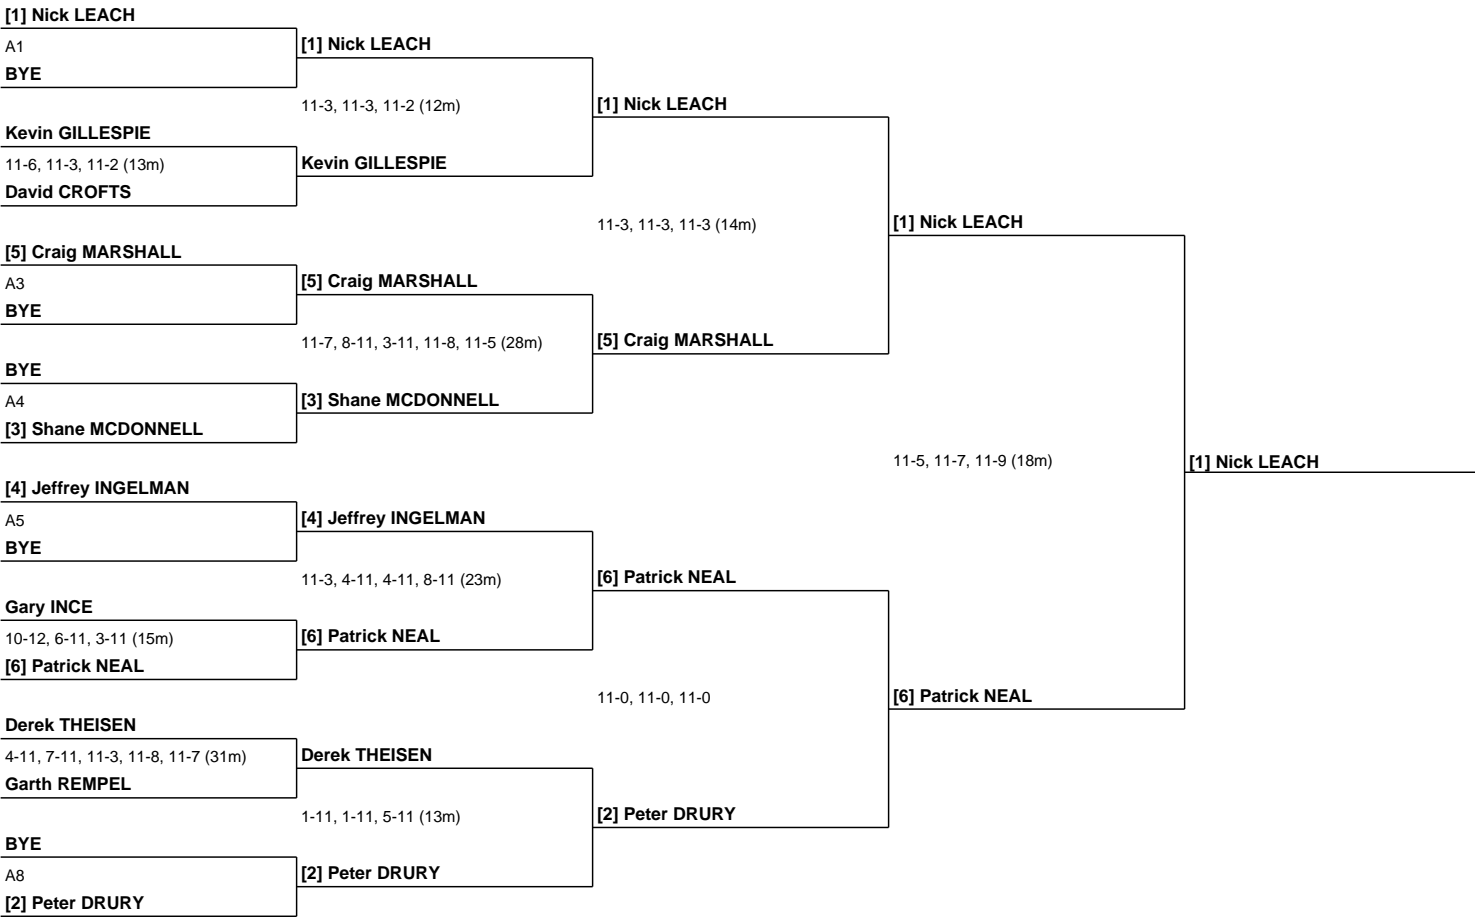 [1] Nick LEACH
A1
BYE
Kevin GILLESPIE
11-6, 11-3, 11-2 (13m)
David CROFTS
[5] Craig MARSHALL
A3
BYE
BYE
A4
[3] Shane MCDONNELL
[4] Jeffrey INGELMAN
A5
BYE
Gary INCE
10-12, 6-11, 3-11 (15m)
[6] Patrick NEAL
Derek THEISEN
4-11, 7-11, 11-3, 11-8, 11-7 (31m)
Garth REMPEL
BYE
A8
[2] Peter DRURY
[1] Nick LEACH
11-3, 11-3, 11-2 (12m)
Kevin GILLESPIE
[5] Craig MARSHALL
11-7, 8-11, 3-11, 11-8, 11-5 (28m)
[3] Shane MCDONNELL
[4] Jeffrey INGELMAN
11-3, 4-11, 4-11, 8-11 (23m)
[6] Patrick NEAL
Derek THEISEN
1-11, 1-11, 5-11 (13m)
[2] Peter DRURY
[1] Nick LEACH
11-3, 11-3, 11-3 (14m)
[5] Craig MARSHALL
[6] Patrick NEAL
11-0, 11-0, 11-0
[2] Peter DRURY
[1] Nick LEACH
11-5, 11-7, 11-9 (18m)
[6] Patrick NEAL
[1] Nick LEACH